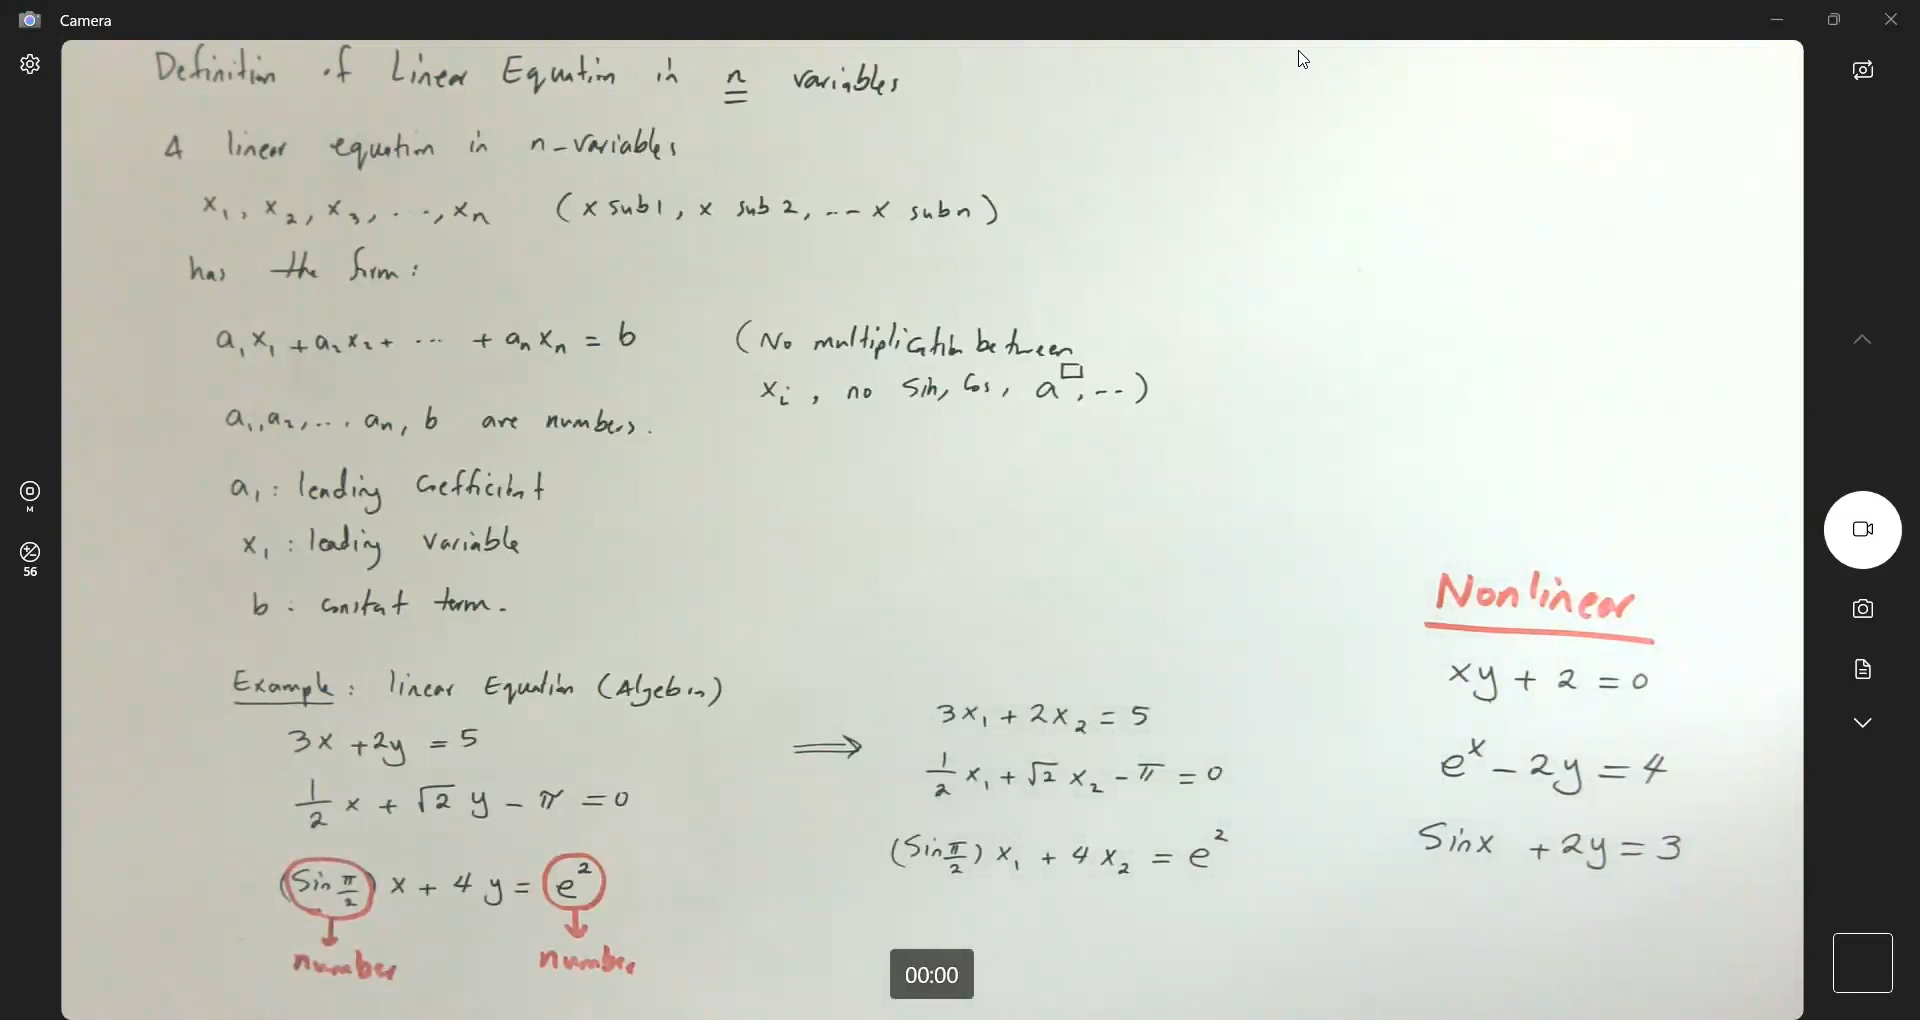 Camera
Definition of Linear Equation in n variables
A linear equation in n-variables
x₁, x₂, x₃, ..., xₙ (x sub1, x sub 2, --- x subn)
has the form:
a₁x₁ + a₂x₂ + ... + aₙxₙ = b (No multiplication between
xᵢ, no Sin, Cos, a^□, ---)
a₁, a₂, ... aₙ, b are numbers.
a₁: leading coefficient
x₁: leading variable
b: constat term.
Example: linear Equation (Algebra)
3x + 2y = 5
½x + √2 y - π = 0
(Sin π/2) x + 4y = e²
number number
⟹
3x₁ + 2x₂ = 5
½x₁ + √2 x₂ - π = 0
(Sin π/2) x₁ + 4x₂ = e²
Nonlinear
xy + 2 = 0
eˣ - 2y = 4
Sinx + 2y = 3
M
56
00:00